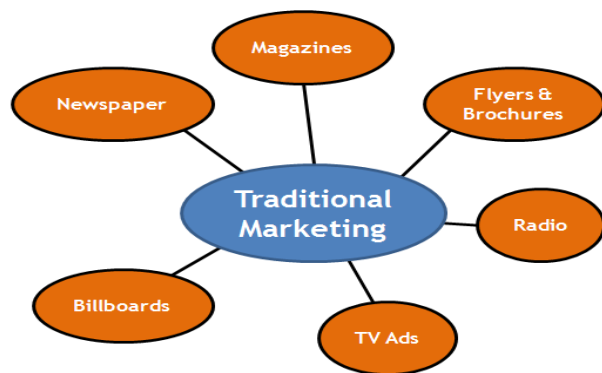 Magazines
Newspaper
Flyers &
Brochures
Traditional
Marketing
Radio
Billboards
TV Ads